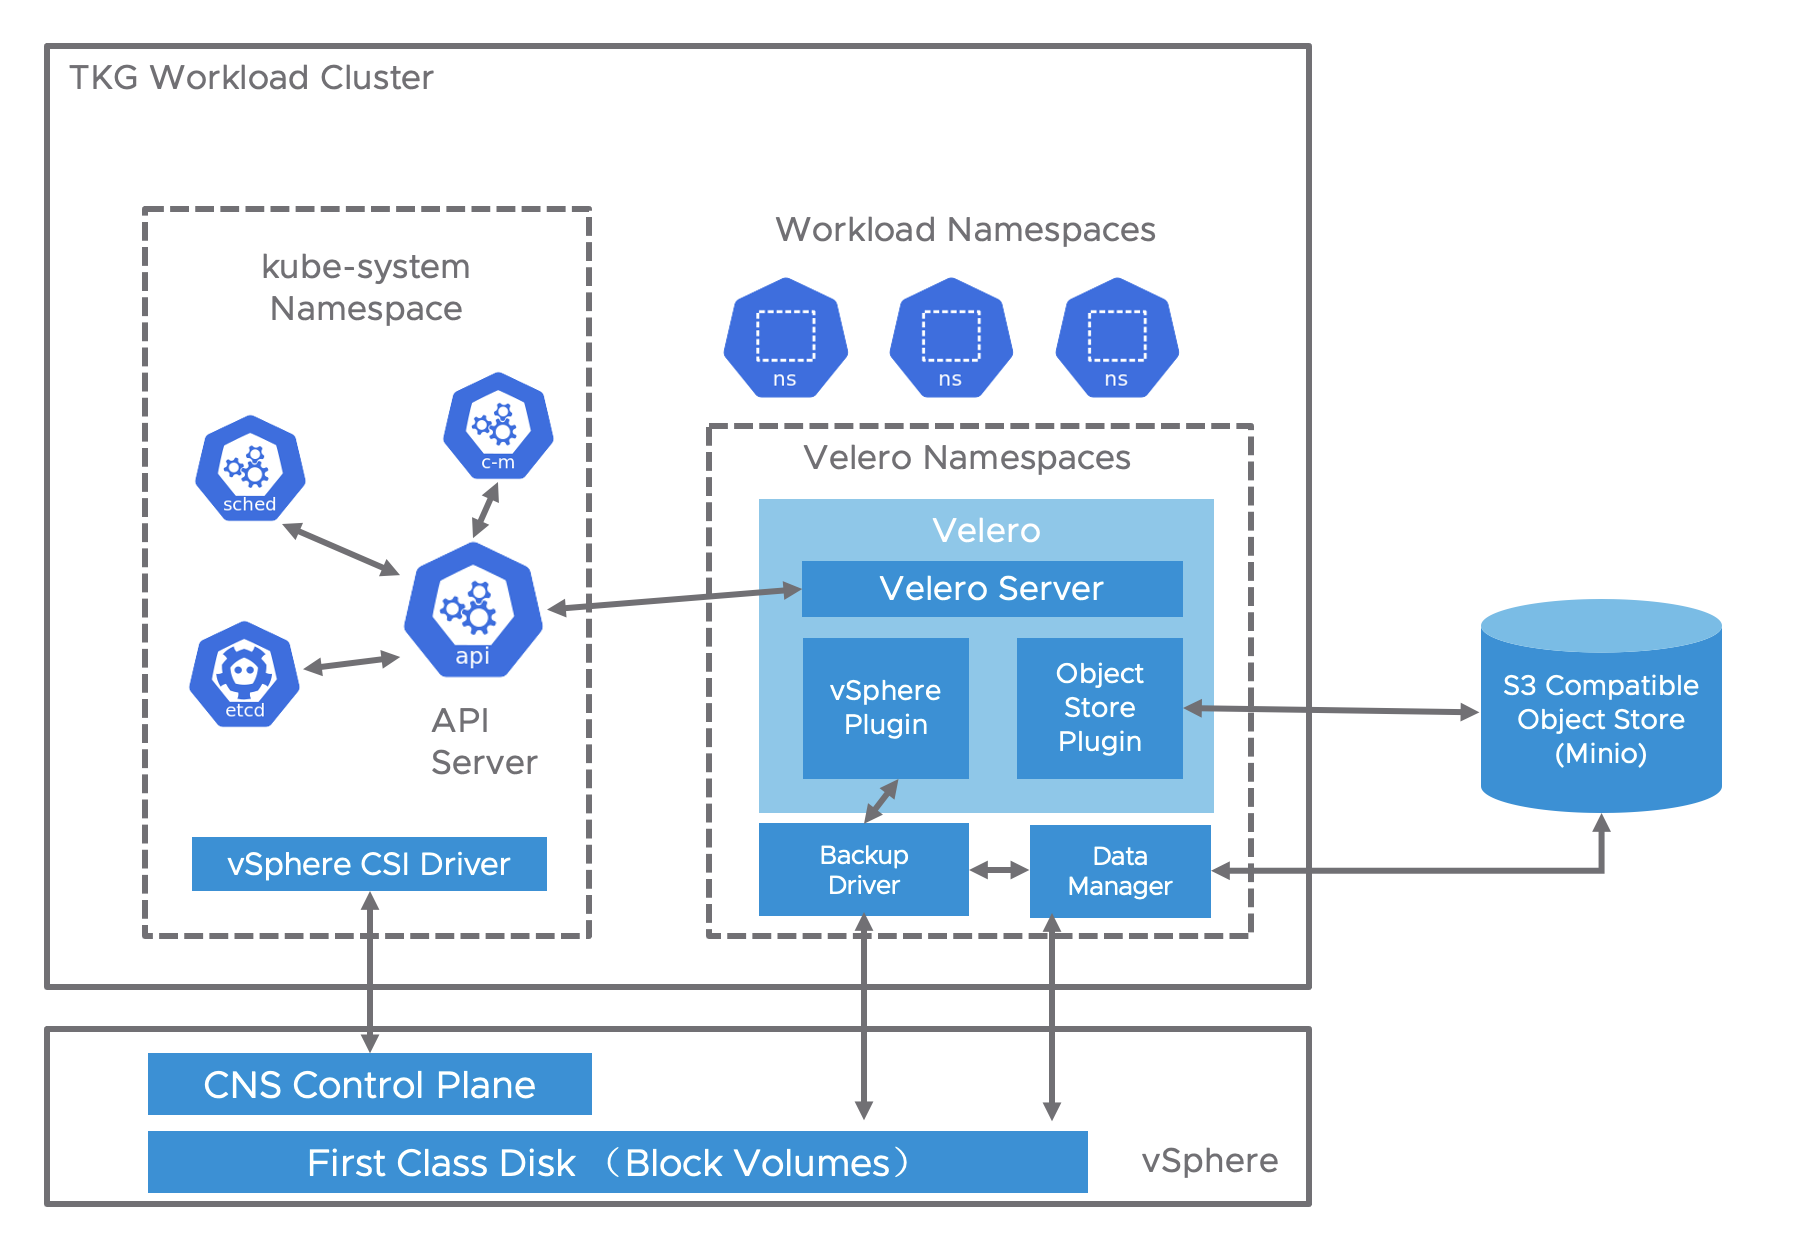 TKG Workload Cluster
kube-system
Namespace
sched
c-m
api
etcd
API
Server
vSphere CSI Driver
Workload Namespaces
ns
ns
ns
Velero Namespaces
Velero
Velero Server
vSphere
Plugin
Object
Store
Plugin
Backup
Driver
Data
Manager
S3 Compatible
Object Store
(Minio)
CNS Control Plane
First Class Disk （Block Volumes）
vSphere